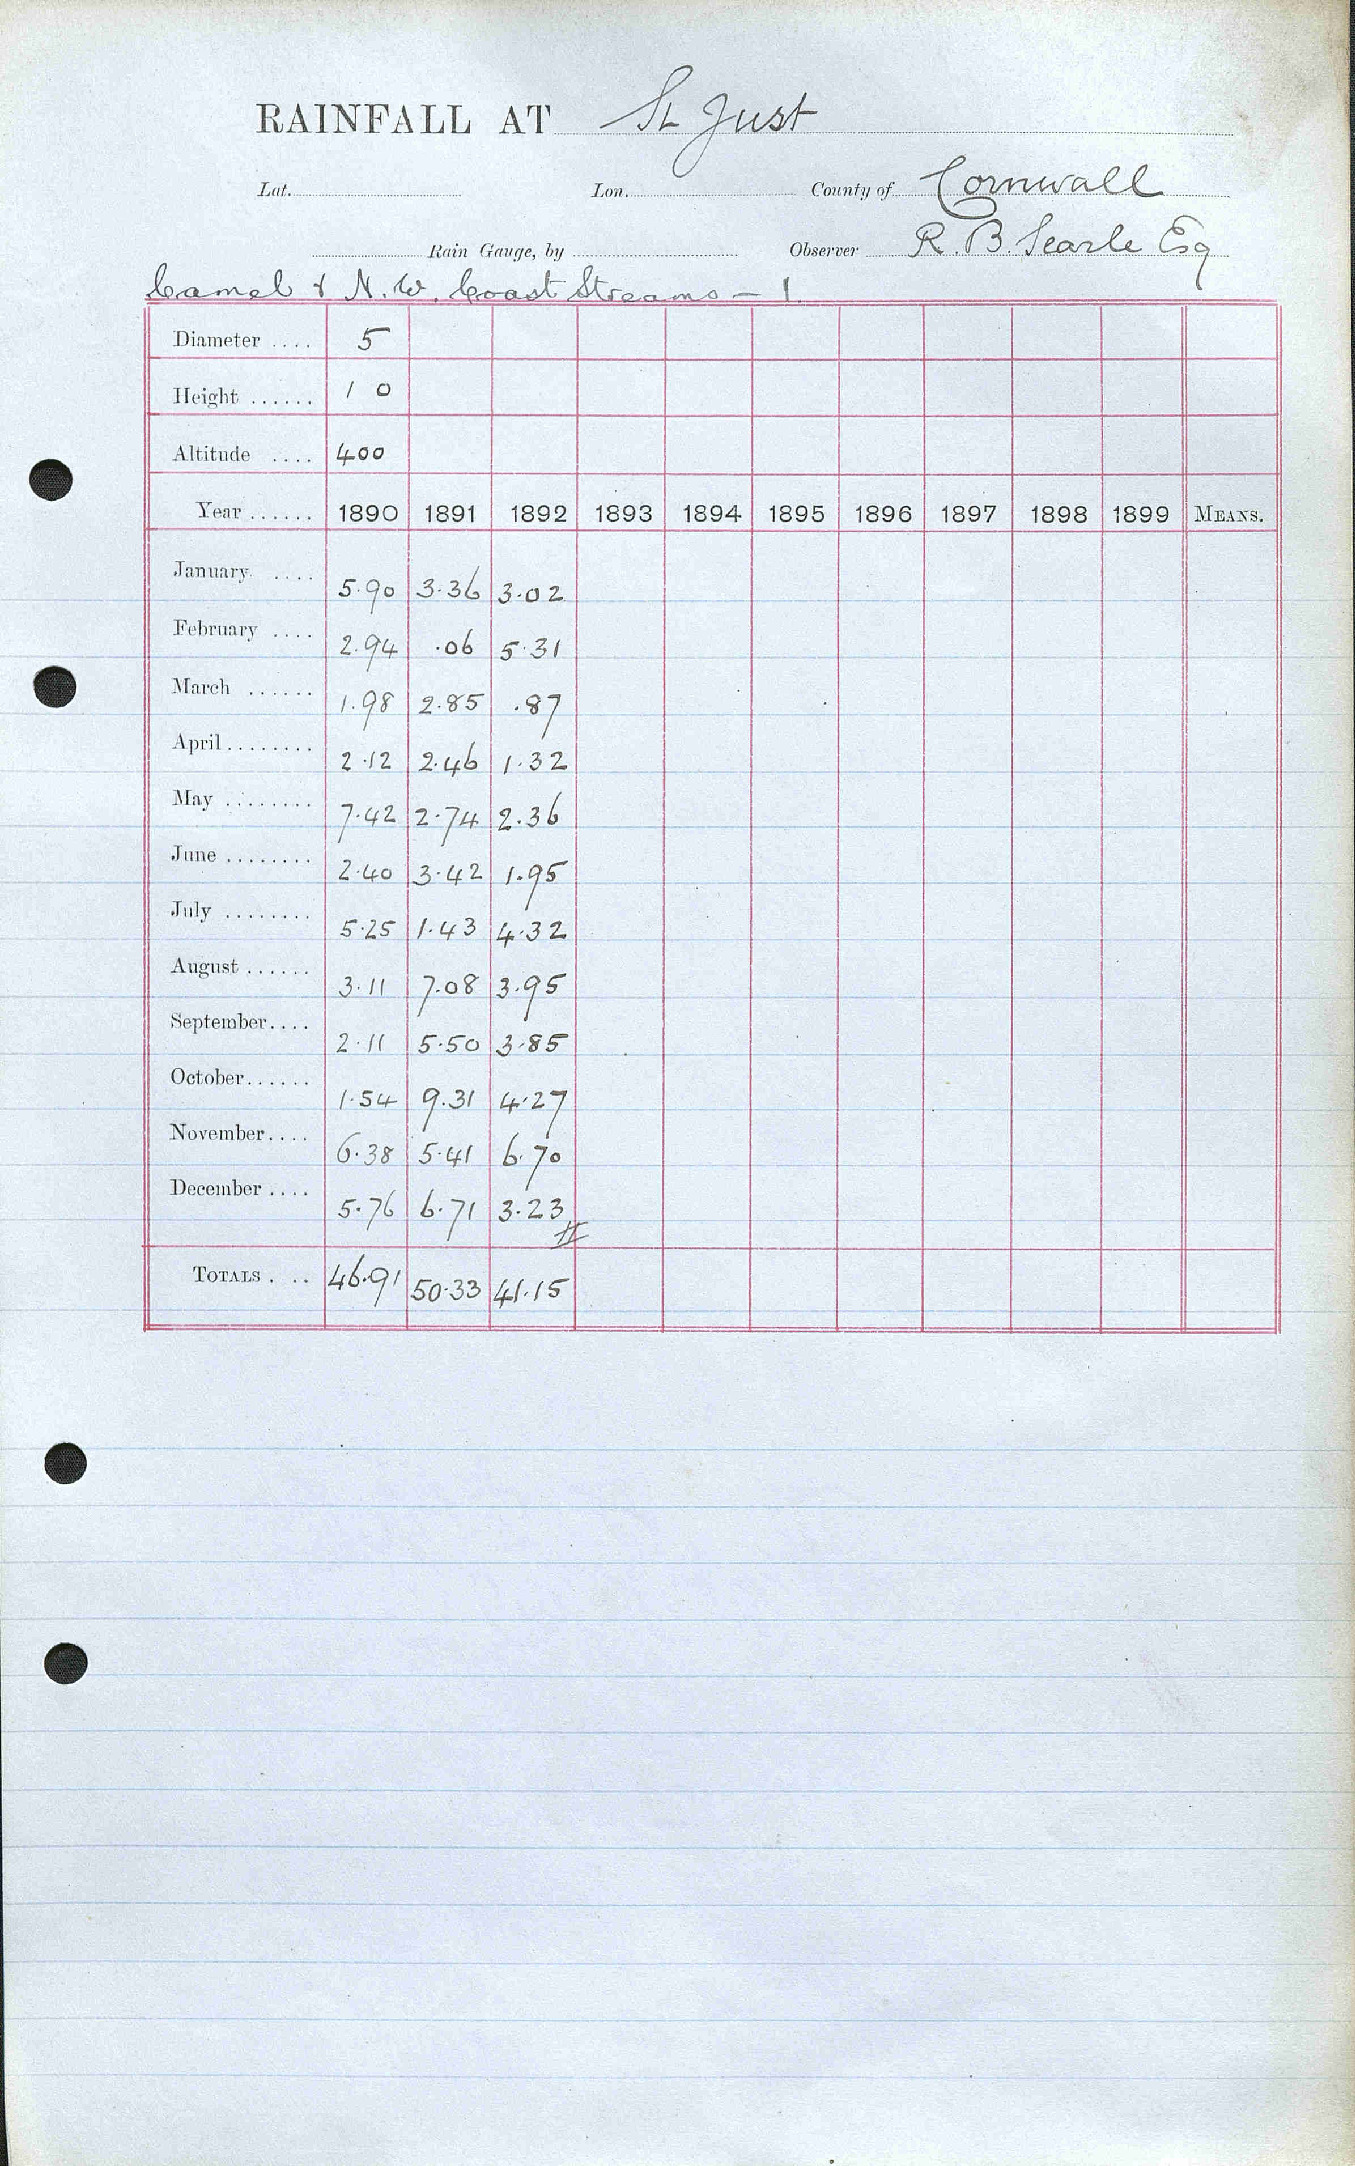 RAINFALL AT St Just
Lat. Lon. County of Cornwall
Rain Gauge, by Observer R. B. Searle Esq
Camel & N. W. Coast Streams - 1
Diameter .... 5
Height ...... 1 0
Altitude .... 400
Year ...... 1890 1891 1892 1893 1894 1895 1896 1897 1898 1899 MEANS.
January. .... 5.90 3.36 3.02
February .... 2.94 .06 5.31
March ...... 1.98 2.85 .87
April ........ 2.12 2.46 1.32
May ........ 7.42 2.74 2.36
June ........ 2.40 3.42 1.95
July ........ 5.25 1.43 4.32
August ...... 3.11 7.08 3.95
September.... 2.11 5.50 3.85
October...... 1.54 9.31 4.27
November.... 6.38 5.41 6.70
December .... 5.76 6.71 3.23
TOTALS . .. 46.91 50.33 41.15